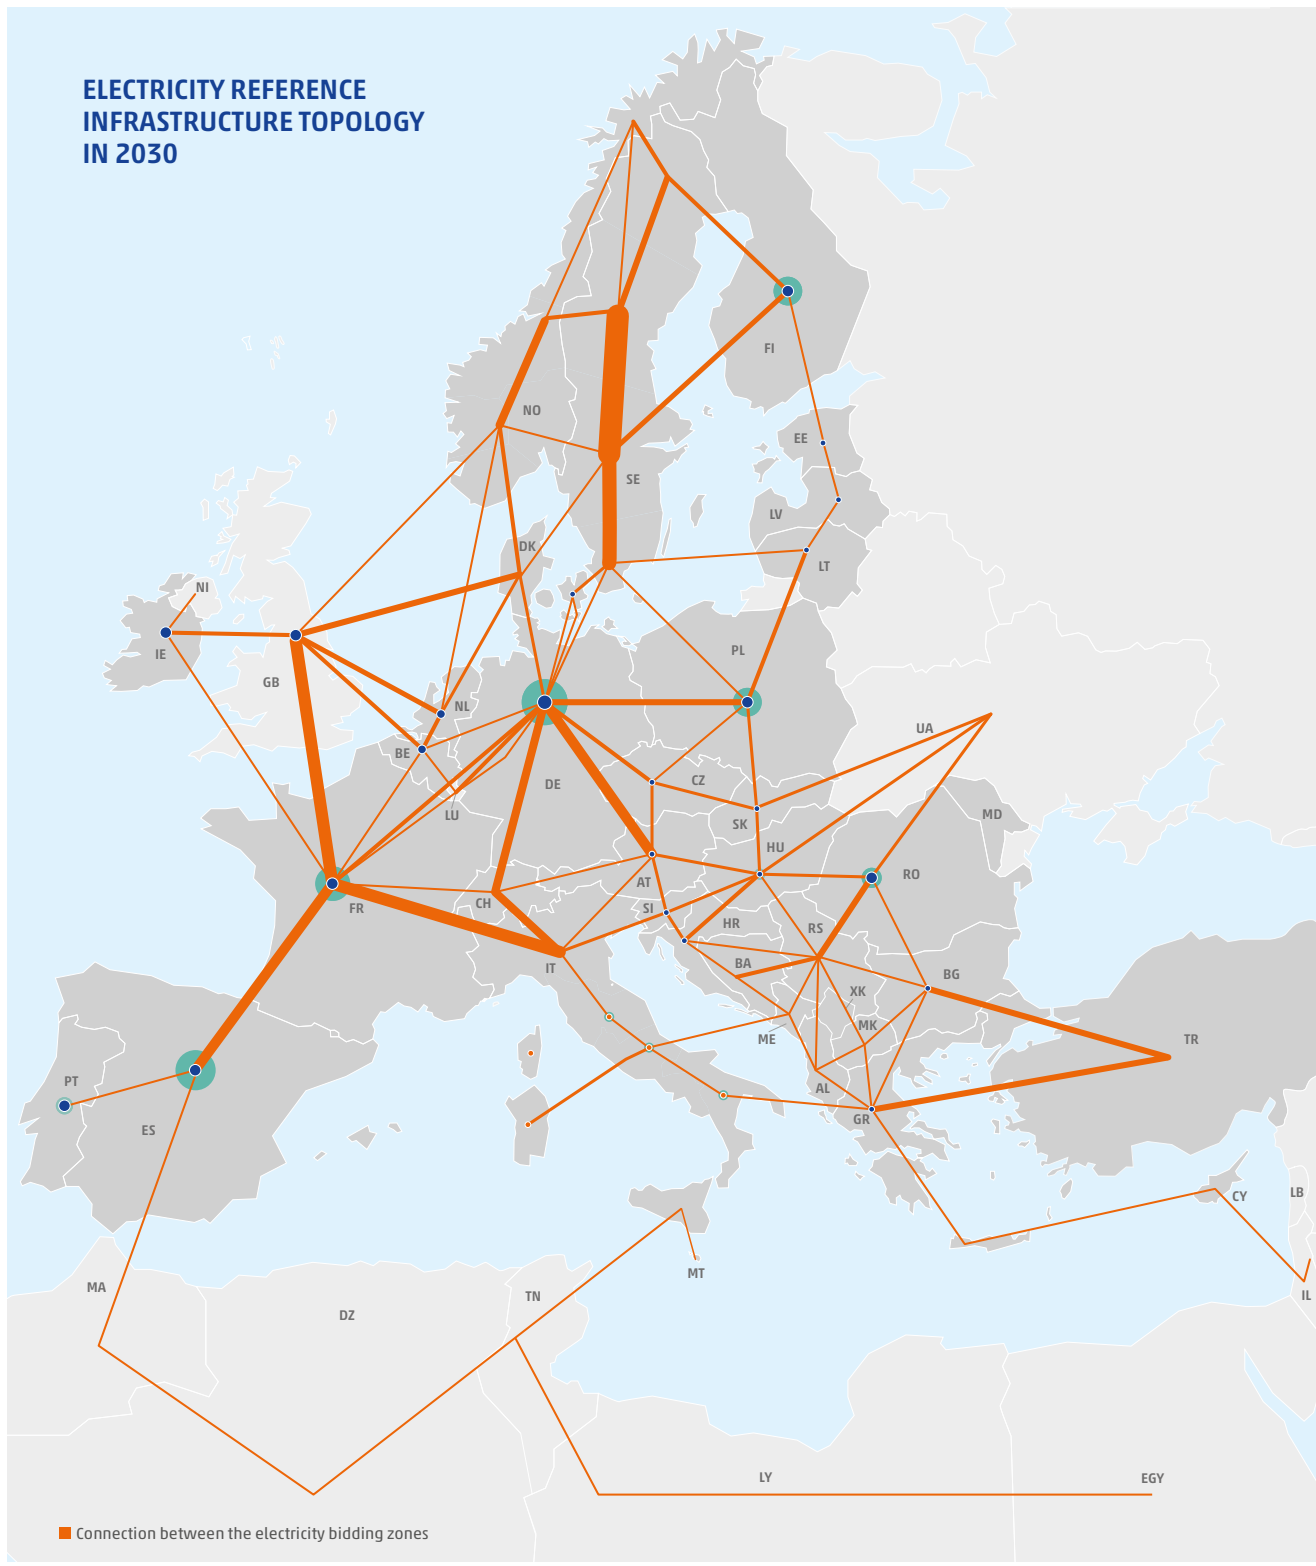 ELECTRICITY REFERENCE
INFRASTRUCTURE TOPOLOGY
IN 2030
FI
NO
EE
SE
LV
DK
LT
NI
IE
PL
GB
NL
UA
BE
CZ
DE
LU
SK
MD
HU
AT
RO
CH
FR
SI
HR
RS
IT
BA
BG
XK
MK
ME
TR
PT
AL
GR
ES
CY
LB
MT
MA
TN
IL
DZ
LY
EGY
Connection between the electricity bidding zones